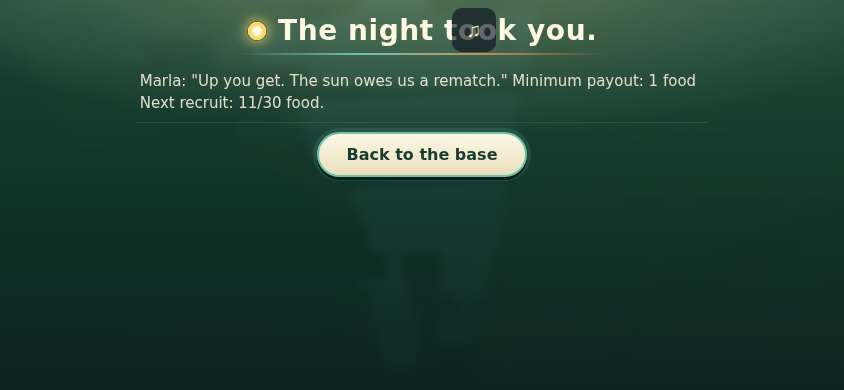 The night took you.
Marla: "Up you get. The sun owes us a rematch." Minimum payout: 1 food
Next recruit: 11/30 food.
Back to the base